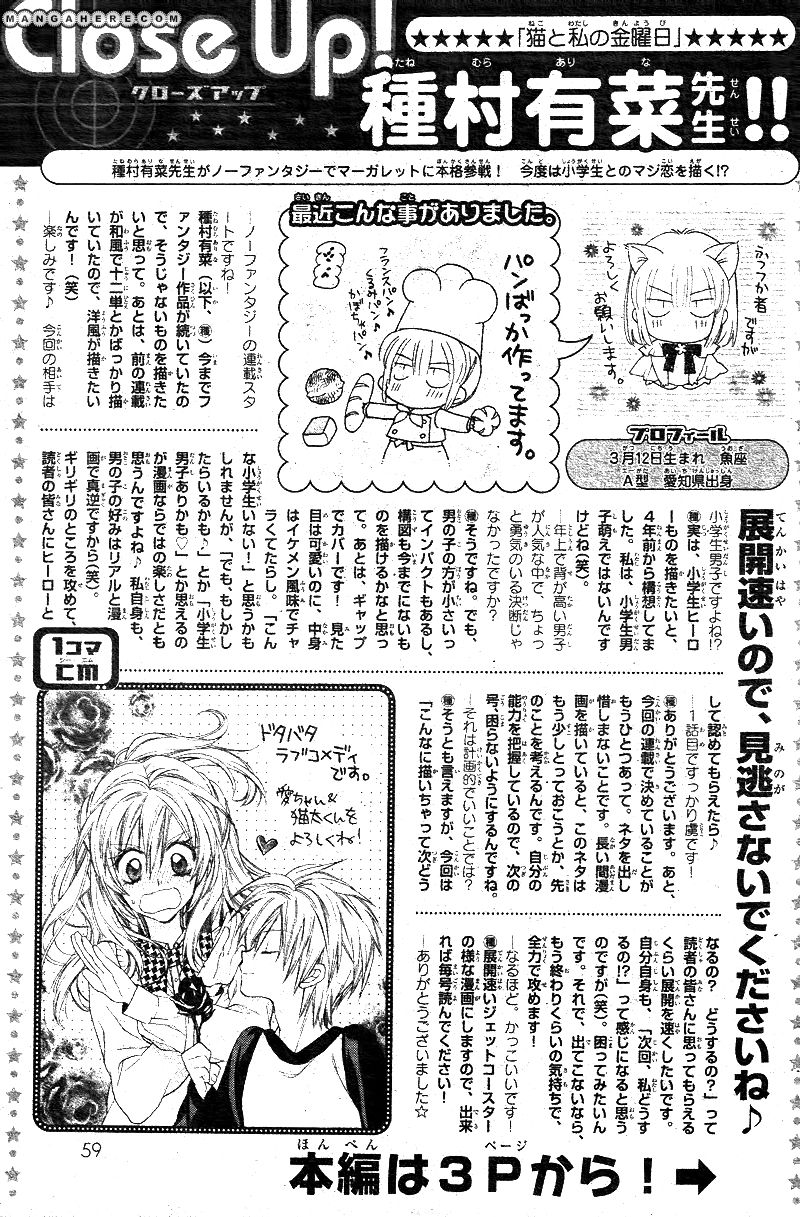 MANGAHERE.COM
Close Up!
クローズアップ
★★★★★「猫と私の金曜日」★★★★★
種村有菜先生!!
種村有菜先生がノーファンタジーでマーガレットに本格参戦！　今度は小学生とのマジ恋を描く!?
ふつつか者ですが
よろしく
お願いします。
プロフィール
3月12日生まれ　魚座
A型　愛知県出身
最近こんな事がありました。
パンばっか作ってます。
フランスパン♪
くるみパン♪
かぼちゃパン
―ノーファンタジーの連載スタ
ートですね！
種村有菜（以下、種）今までフ
ァンタジー作品が続いていたの
で、そうじゃないものを描きた
いと思って。あとは、前の連載
が和風で十二単とかばっかり描
いていたので、洋風が描きたい
んです！（笑）
―楽しみです♪　今回の相手は
小学生男子ですよね!?
種実は、小学生ヒーロ
ーものを描きたいと、
4年前から構想してま
した。私は、小学生男
子萌えではないんです
けどね（笑）。
―年上で背が高い男子
が人気な中で、ちょっ
と勇気のいる決断じゃ
なかったですか？
種そうですね。でも、
男の子の方が小さいっ
てインパクトもあるし、
構図も今までにないも
のを描けるかなと思っ
て。あとは、ギャップ
でカバーです！　見た
目は可愛いのに、中身
はイケメン風味でチャ
ラくてたらし。「こん
な小学生いない！」と思うかも
しれませんが、「でも、もしかし
たらいるかも♪」とか「小学生
男子ありかも♡」とか思えるの
が漫画ならではの楽しさだとも
思うんですよね♪　私自身も、
男の子の好みはリアルと漫
画で真逆ですから（笑）。
ギリギリのところを攻めて、
読者の皆さんにヒーローと
して認めてもらえたら♪
―1話目ですっかり虜です！
種ありがとうございます。あと、
今回の連載で決めていることが
もうひとつあって。ネタを出し
惜しまないことです。長い間漫
画を描いていると、このネタは
もう少しとっておこうとか、先
のことを考えるんです。自分の
能力を把握しているので、次の
号、困らないようにするんですね。
―それは計画的でいいことでは？
種そうとも言えますが、今回は
「こんなに描いちゃって次どう
なるの？　どうするの？」って
読者の皆さんに思ってもらえる
くらい展開を速くしたいです。
自分自身も、「次回、私どうす
るの!?」って感じになると思う
のですが（笑）。困ってみたいん
です。それで、出てこないなら、
もう終わりくらいの気持ちで、
全力で攻めます！
―なるほど。かっこいいです！
種展開速いジェットコースター
の様な漫画にしますので、出来
れば毎号読んでください！
―ありがとうございました☆
展開速いので、見逃さないでくださいね♪
1コマCM
ドタバタ
ラブコメディ
です。
愛ちゃん&
猫太くんを
よろしくね！
59
本編は3Pから！➡